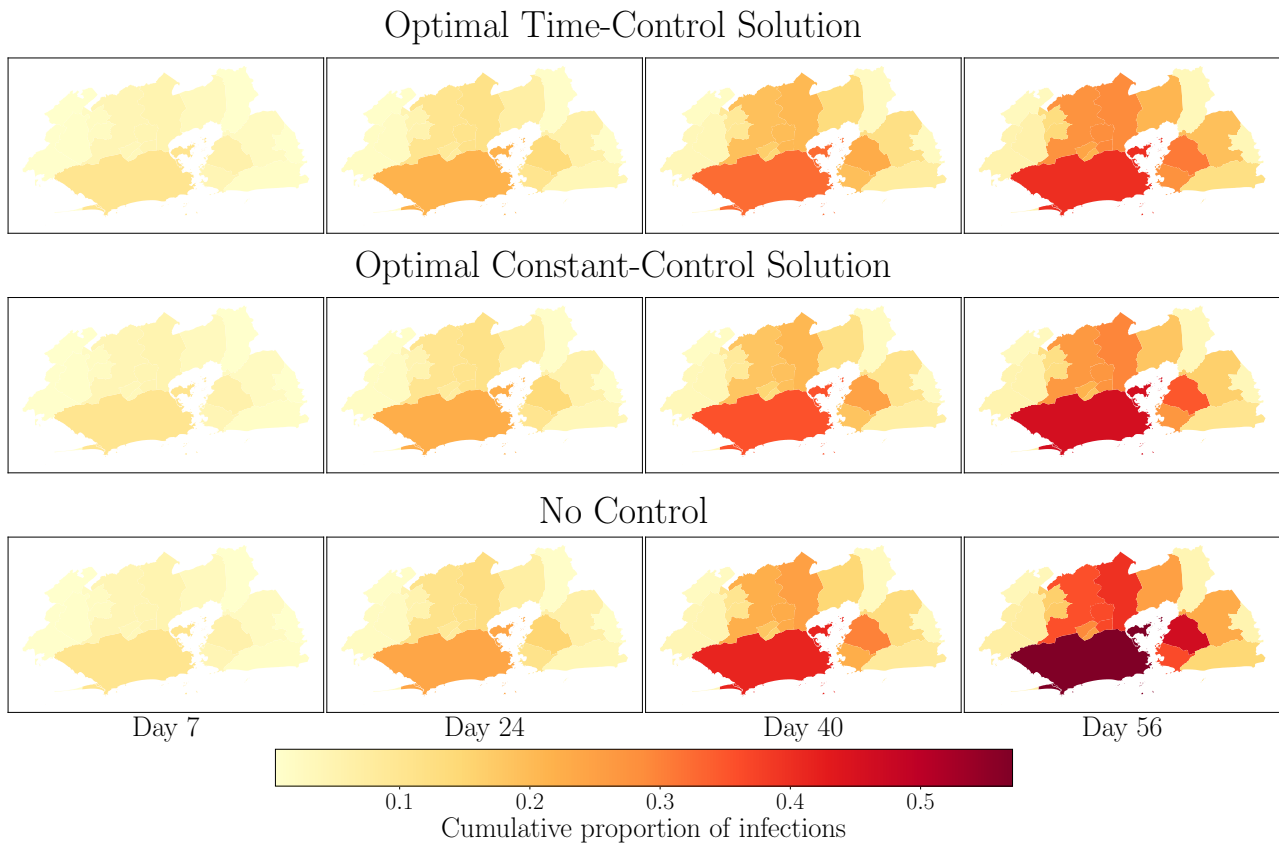 Optimal Time-Control Solution
Optimal Constant-Control Solution
No Control
Day 7
Day 24
Day 40
Day 56
0.1
0.2
0.3
0.4
0.5
Cumulative proportion of infections